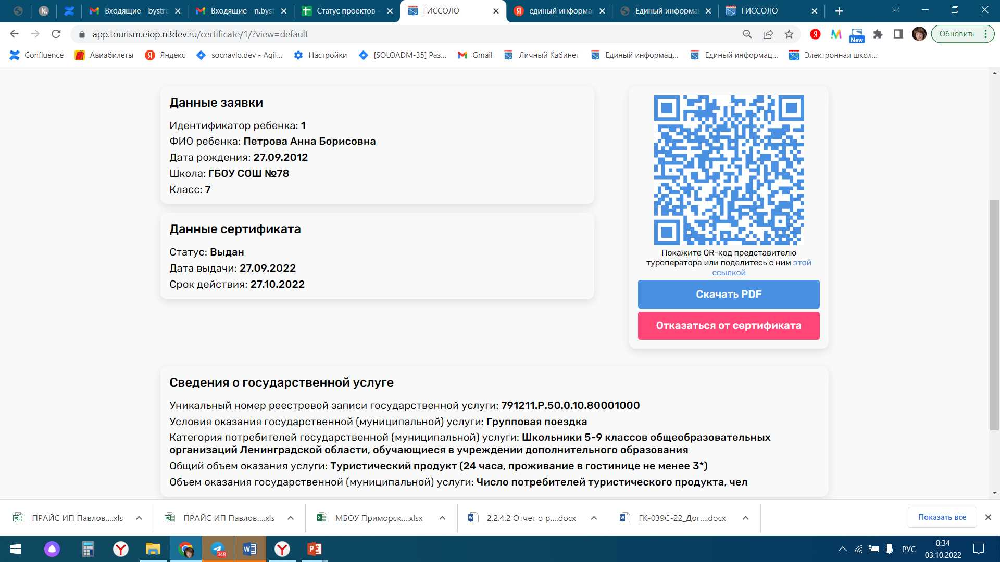 Входящие - bystro
Входящие - n.byst
Статус проектов -
ГИССОЛО
единый информа
Единый информа
ГИССОЛО
app.tourism.eiop.n3dev.ru/certificate/1/?view=default
New
Обновить
Confluence
Авиабилеты
Яндекс
socnavlo.dev - Agil...
Настройки
[SOLOADM-35] Раз...
Gmail
Личный Кабинет
Единый информац...
Единый информац...
Электронная школ...
Данные заявки
Идентификатор ребенка: 1
ФИО ребенка: Петрова Анна Борисовна
Дата рождения: 27.09.2012
Школа: ГБОУ СОШ №78
Класс: 7
Данные сертификата
Статус: Выдан
Дата выдачи: 27.09.2022
Срок действия: 27.10.2022
Покажите QR-код представителю
туроператора или поделитесь с ним этой
ссылкой
Скачать PDF
Отказаться от сертификата
Сведения о государственной услуге
Уникальный номер реестровой записи государственной услуги: 791211.Р.50.0.10.80001000
Условия оказания государственной (муниципальной) услуги: Групповая поездка
Категория потребителей государственной (муниципальной) услуги: Школьники 5-9 классов общеобразовательных
организаций Ленинградской области, обучающиеся в учреждении дополнительного образования
Общий объем оказания услуги: Туристический продукт (24 часа, проживание в гостинице не менее 3*)
Объем оказания государственной (муниципальной) услуги: Число потребителей туристического продукта, чел
ПРАЙС ИП Павлов....xls
ПРАЙС ИП Павлов....xls
МБОУ Приморск....xlsx
2.2.4.2 Отчет о р....docx
ГК-039С-22_Дог....docx
Показать все
348
РУС
8:34
03.10.2022